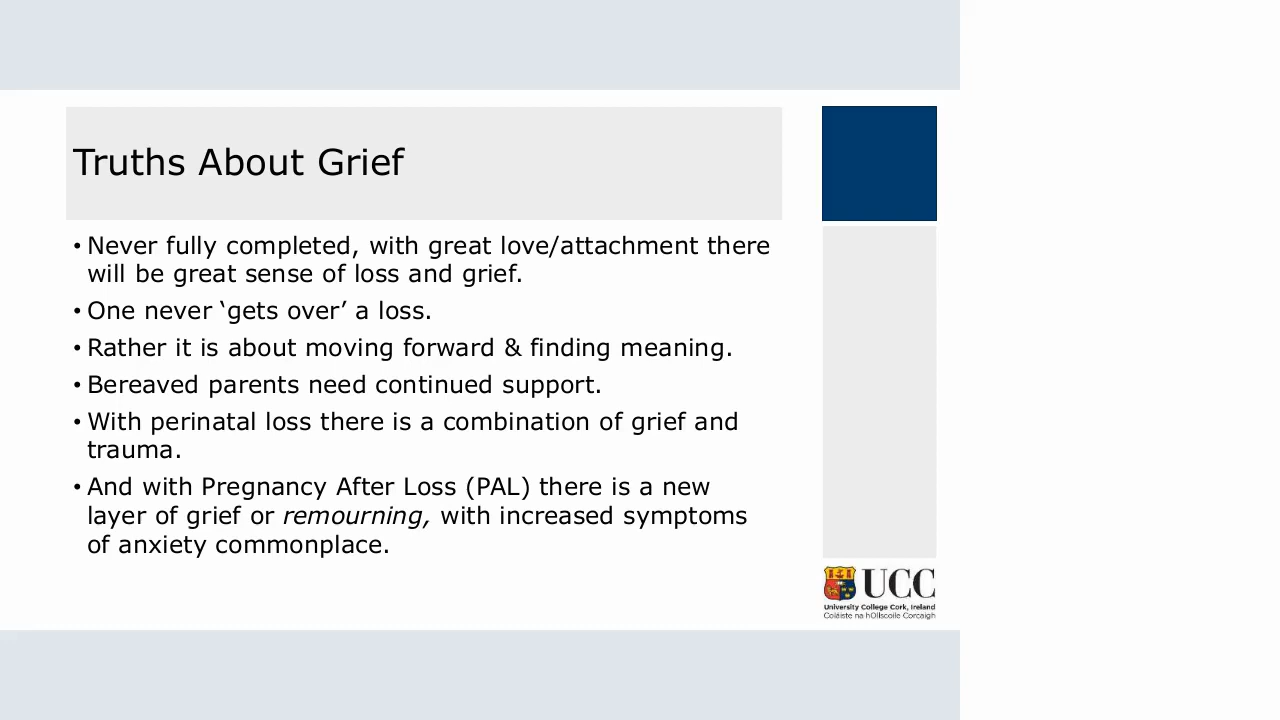 Truths About Grief
• Never fully completed, with great love/attachment there
will be great sense of loss and grief.
• One never ‘gets over’ a loss.
• Rather it is about moving forward & finding meaning.
• Bereaved parents need continued support.
• With perinatal loss there is a combination of grief and
trauma.
• And with Pregnancy After Loss (PAL) there is a new
layer of grief or remourning, with increased symptoms
of anxiety commonplace.
UCC
University College Cork, Ireland
Coláiste na hOllscoile Corcaigh